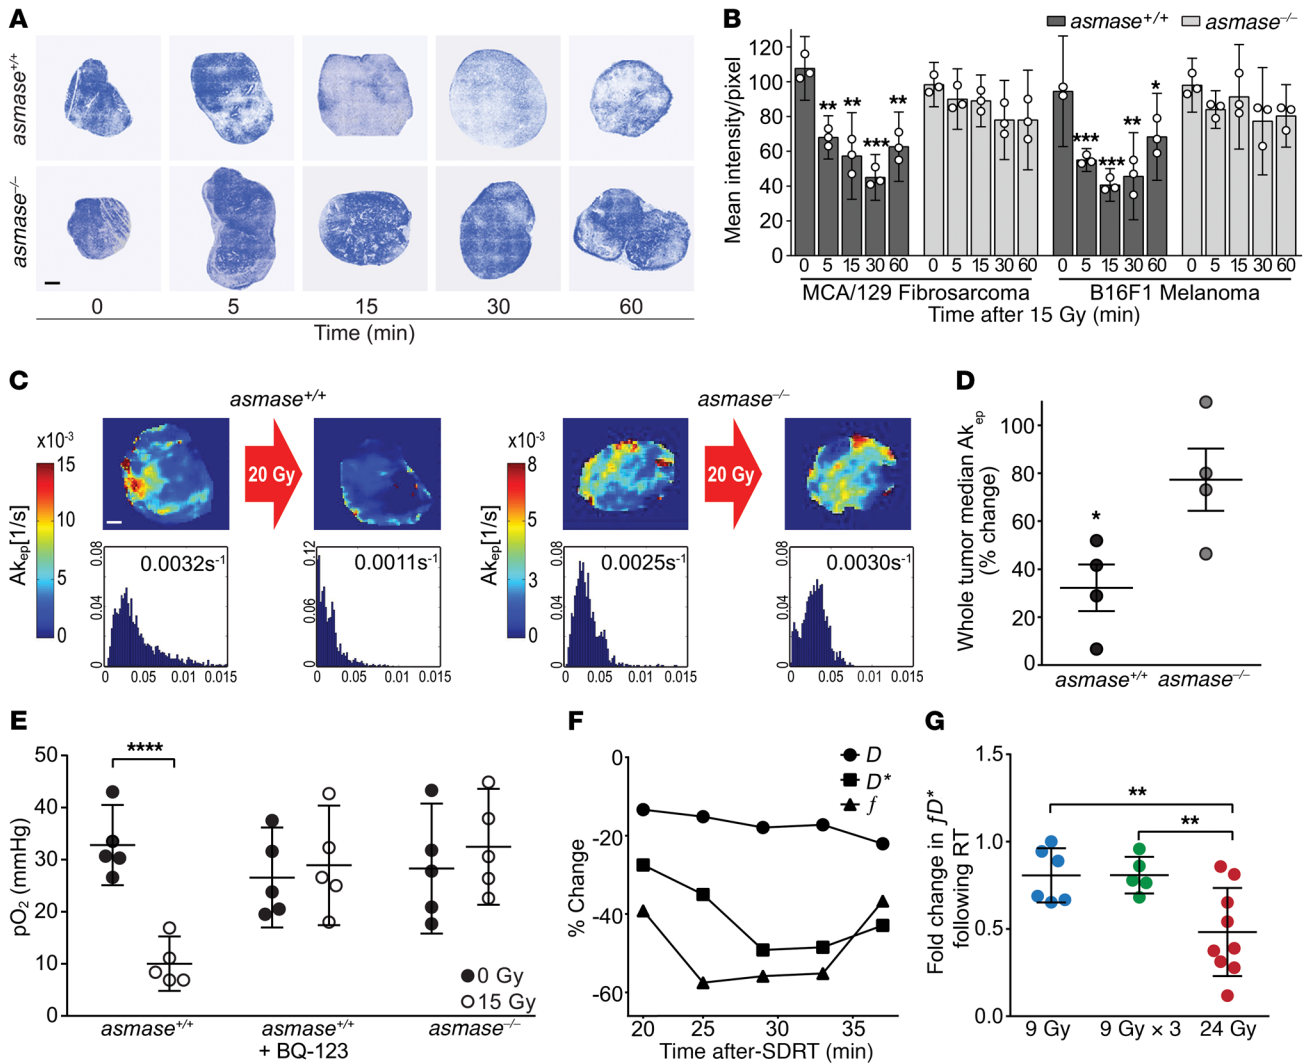 A
asmase+/+
asmase−/−
0 5 15 30 60
Time (min)
B
asmase+/+ asmase−/−
Mean intensity/pixel
120
100
80
60
40
20
0
** ** *** **
*** *** ** *
0 5 15 30 60 0 5 15 30 60 0 5 15 30 60 0 5 15 30 60
MCA/129 Fibrosarcoma B16F1 Melanoma
Time after 15 Gy (min)
C
asmase+/+ asmase−/−
x10-3
15
10
5
0
Akep[1/s]
20 Gy
x10-3
8
5
3
0
Akep[1/s]
20 Gy
0.0032s-1
0.08
0.04
0
0 0.05 0.01 0.015
0.0011s-1
0.12
0.06
0
0 0.05 0.01 0.015
0.0025s-1
0.08
0.04
0
0 0.05 0.01 0.015
0.0030s-1
0.08
0.04
0
0 0.05 0.01 0.015
D
Whole tumor median Akep
(% change)
100
80
60
40
20
0
*
asmase+/+ asmase−/−
E
pO2 (mmHg)
50
40
30
20
10
0
****
0 Gy
15 Gy
asmase+/+ asmase+/+ asmase−/−
+ BQ-123
F
% Change
0
-20
-40
-60
D
D*
f
20 25 30 35
Time after-SDRT (min)
G
Fold change in fD*
following RT
1.5
1.0
0.5
0.0
**
**
9 Gy 9 Gy × 3 24 Gy